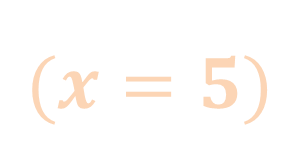 (x = 5)